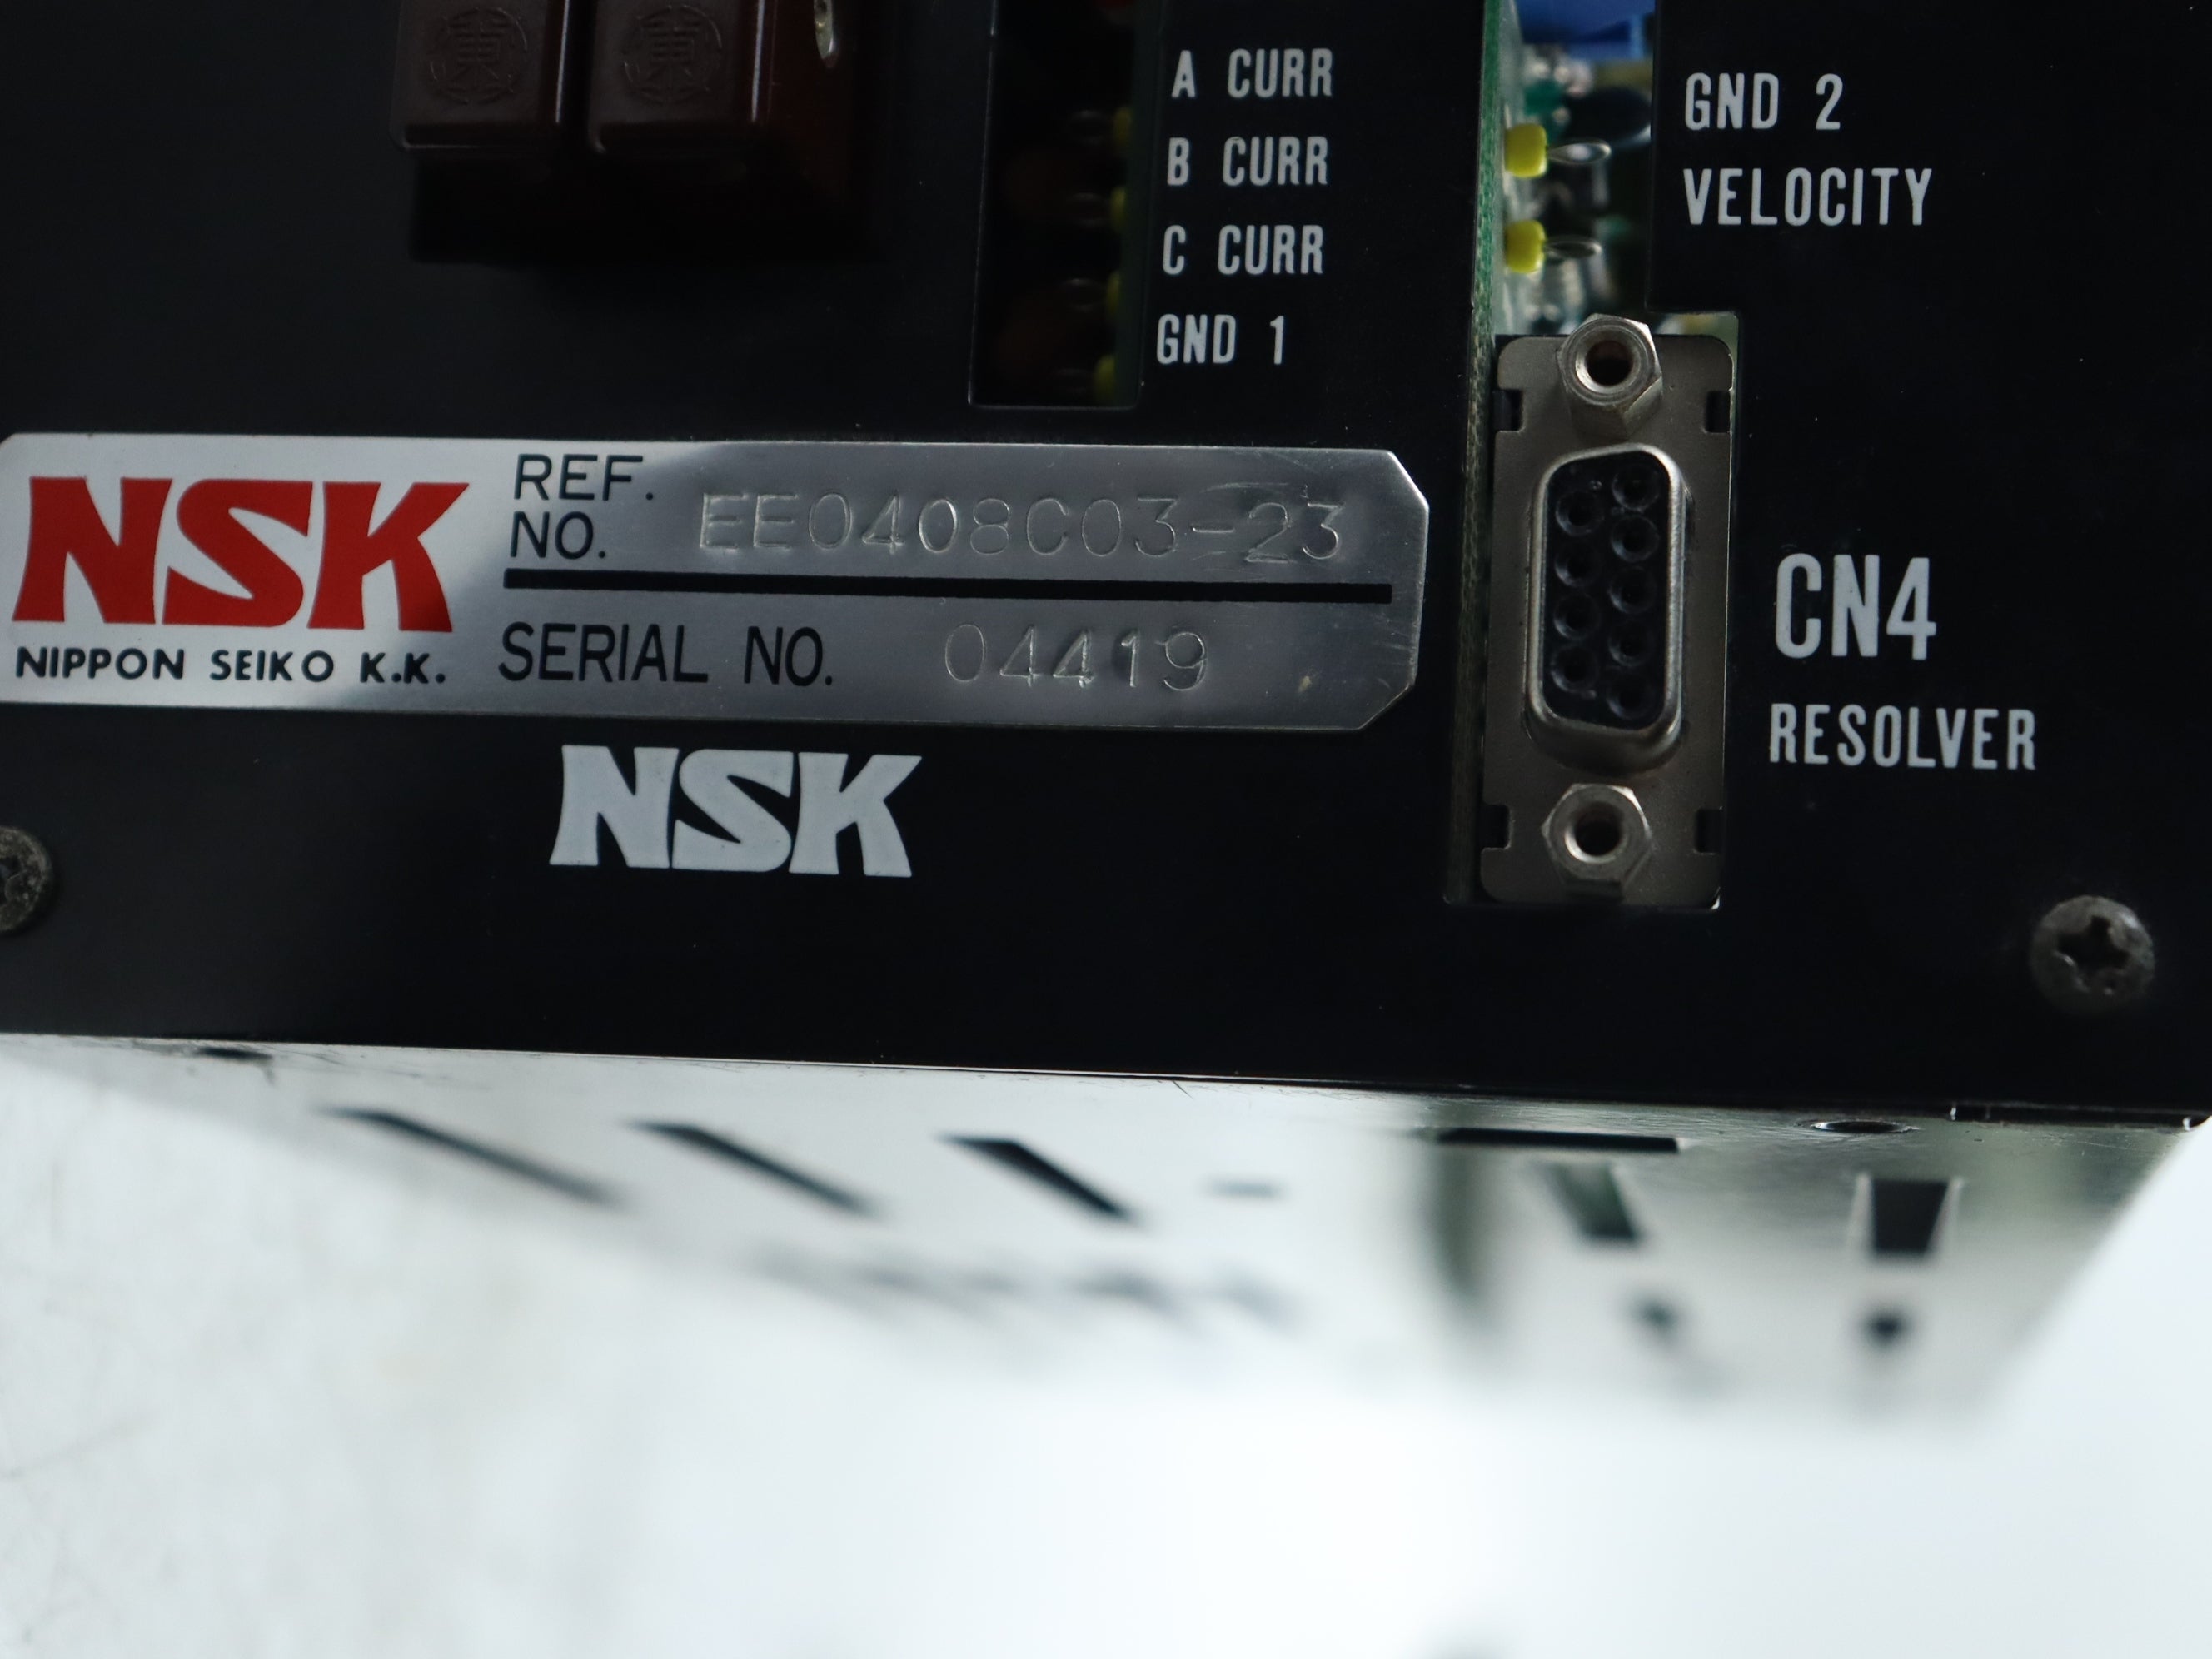 A CURR
B CURR
C CURR
GND 1
GND 2
VELOCITY
NSK
NIPPON SEIKO K.K.
REF.
NO. EE0408C03-23
SERIAL NO. 04419
NSK
CN4
RESOLVER